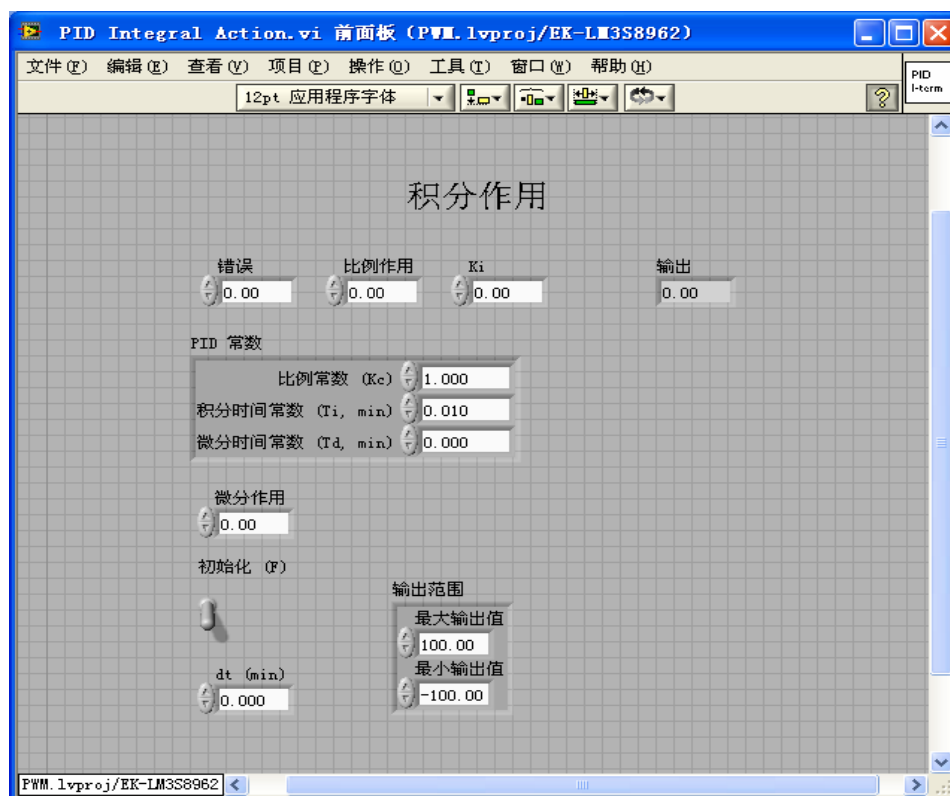 PID Integral Action.vi 前面板 (PWM.lvproj/EK-LM3S8962)
文件(F) 编辑(E) 查看(V) 项目(P) 操作(O) 工具(T) 窗口(W) 帮助(H)
PID
I-term
12pt 应用程序字体
积分作用
错误 比例作用 Ki 输出
0.00 0.00 0.00 0.00
PID 常数
比例常数 (Kc) 1.000
积分时间常数 (Ti, min) 0.010
微分时间常数 (Td, min) 0.000
微分作用
0.00
初始化 (F)
输出范围
最大输出值
100.00
最小输出值
-100.00
dt (min)
0.000
PWM.lvproj/EK-LM3S8962